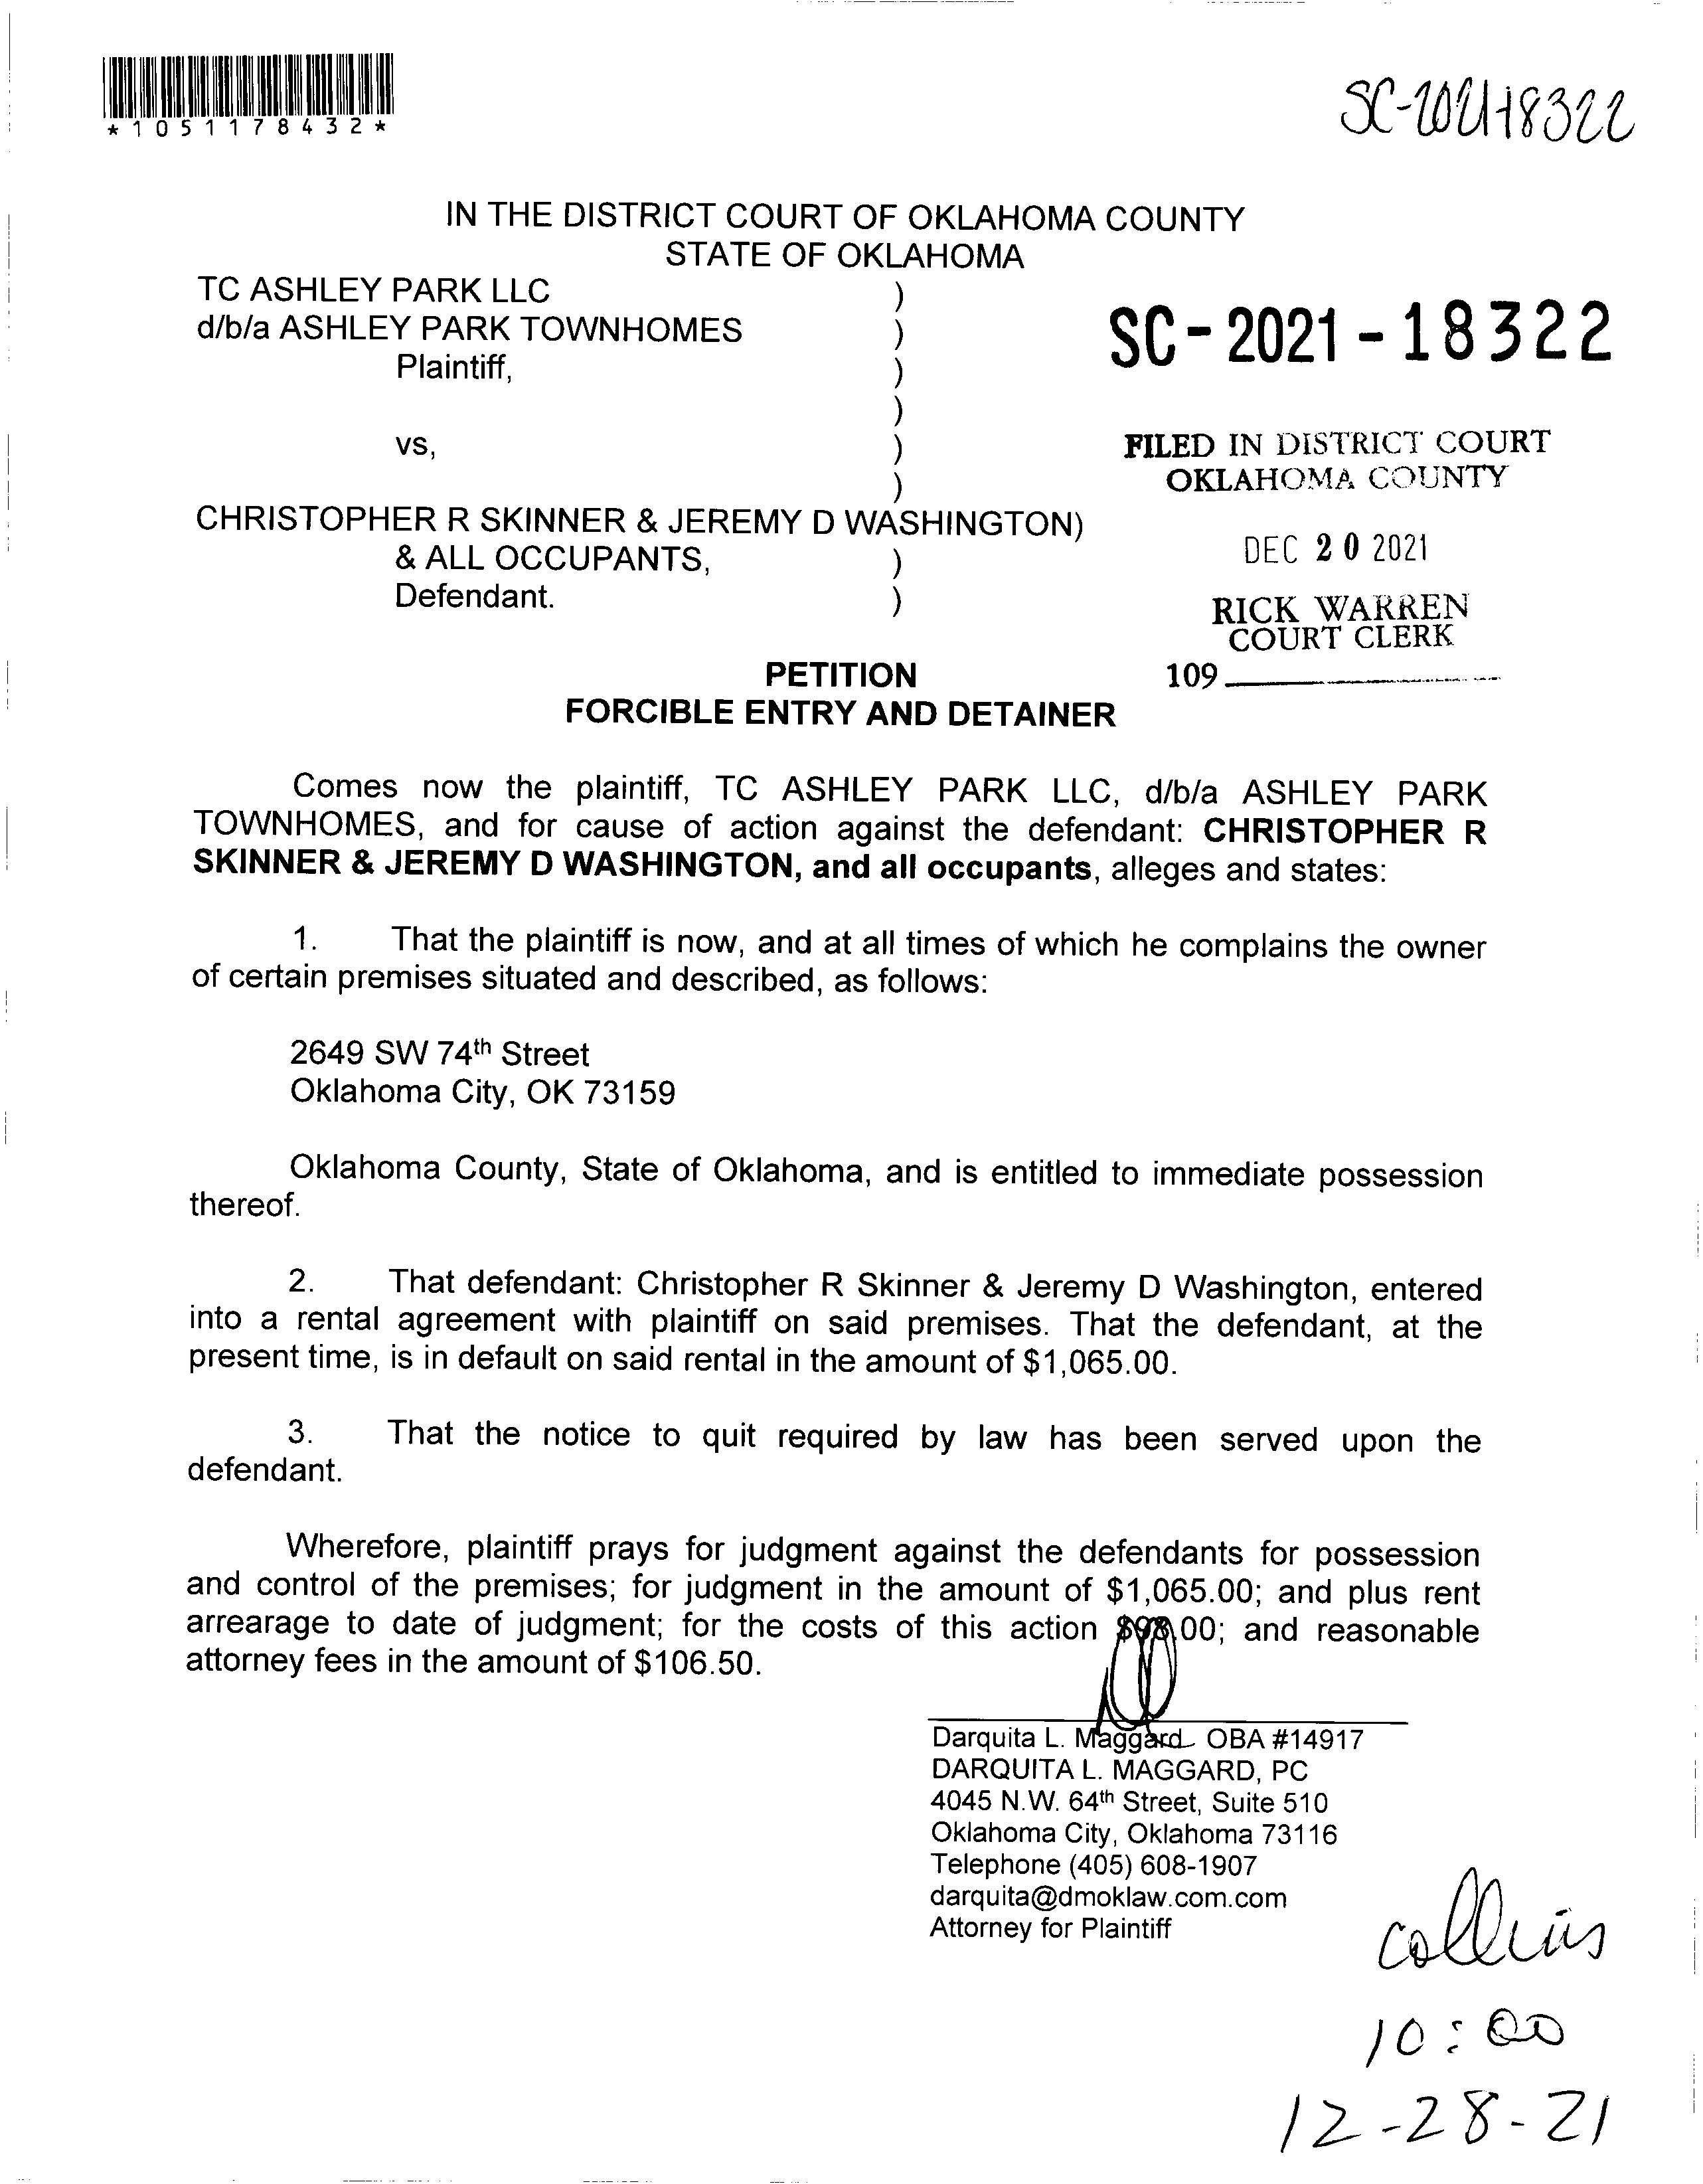 *1051178432*
SC-2021-18322
IN THE DISTRICT COURT OF OKLAHOMA COUNTY
STATE OF OKLAHOMA
TC ASHLEY PARK LLC )
d/b/a ASHLEY PARK TOWNHOMES )
Plaintiff, )
)
vs, )
)
CHRISTOPHER R SKINNER & JEREMY D WASHINGTON)
& ALL OCCUPANTS, )
Defendant. )
SC-2021-18322
FILED IN DISTRICT COURT
OKLAHOMA COUNTY
DEC 20 2021
RICK WARREN
COURT CLERK
109
PETITION
FORCIBLE ENTRY AND DETAINER
Comes now the plaintiff, TC ASHLEY PARK LLC, d/b/a ASHLEY PARK
TOWNHOMES, and for cause of action against the defendant: CHRISTOPHER R
SKINNER & JEREMY D WASHINGTON, and all occupants, alleges and states:
1. That the plaintiff is now, and at all times of which he complains the owner
of certain premises situated and described, as follows:
2649 SW 74th Street
Oklahoma City, OK 73159
Oklahoma County, State of Oklahoma, and is entitled to immediate possession
thereof.
2. That defendant: Christopher R Skinner & Jeremy D Washington, entered
into a rental agreement with plaintiff on said premises. That the defendant, at the
present time, is in default on said rental in the amount of $1,065.00.
3. That the notice to quit required by law has been served upon the
defendant.
Wherefore, plaintiff prays for judgment against the defendants for possession
and control of the premises; for judgment in the amount of $1,065.00; and plus rent
arrearage to date of judgment; for the costs of this action $98.00; and reasonable
attorney fees in the amount of $106.50.
Darquita L. Maggard OBA #14917
DARQUITA L. MAGGARD, PC
4045 N.W. 64th Street, Suite 510
Oklahoma City, Oklahoma 73116
Telephone (405) 608-1907
darquita@dmoklaw.com.com
Attorney for Plaintiff
collins
10:00
12-28-21